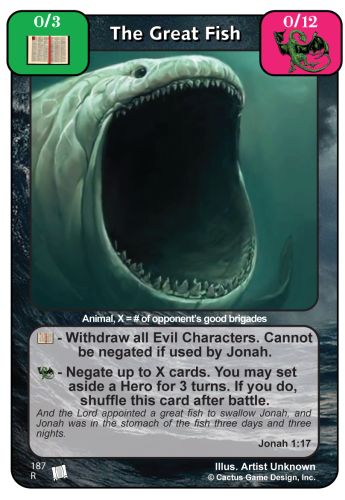 0/3
0/12
The Great Fish
Animal, X = # of opponent's good brigades
- Withdraw all Evil Characters. Cannot
be negated if used by Jonah.
- Negate up to X cards. You may set
aside a Hero for 3 turns. If you do,
shuffle this card after battle.
And the Lord appointed a great fish to swallow Jonah, and
Jonah was in the stomach of the fish three days and three
nights.
Jonah 1:17
187
R
Illus. Artist Unknown
© Cactus Game Design, Inc.